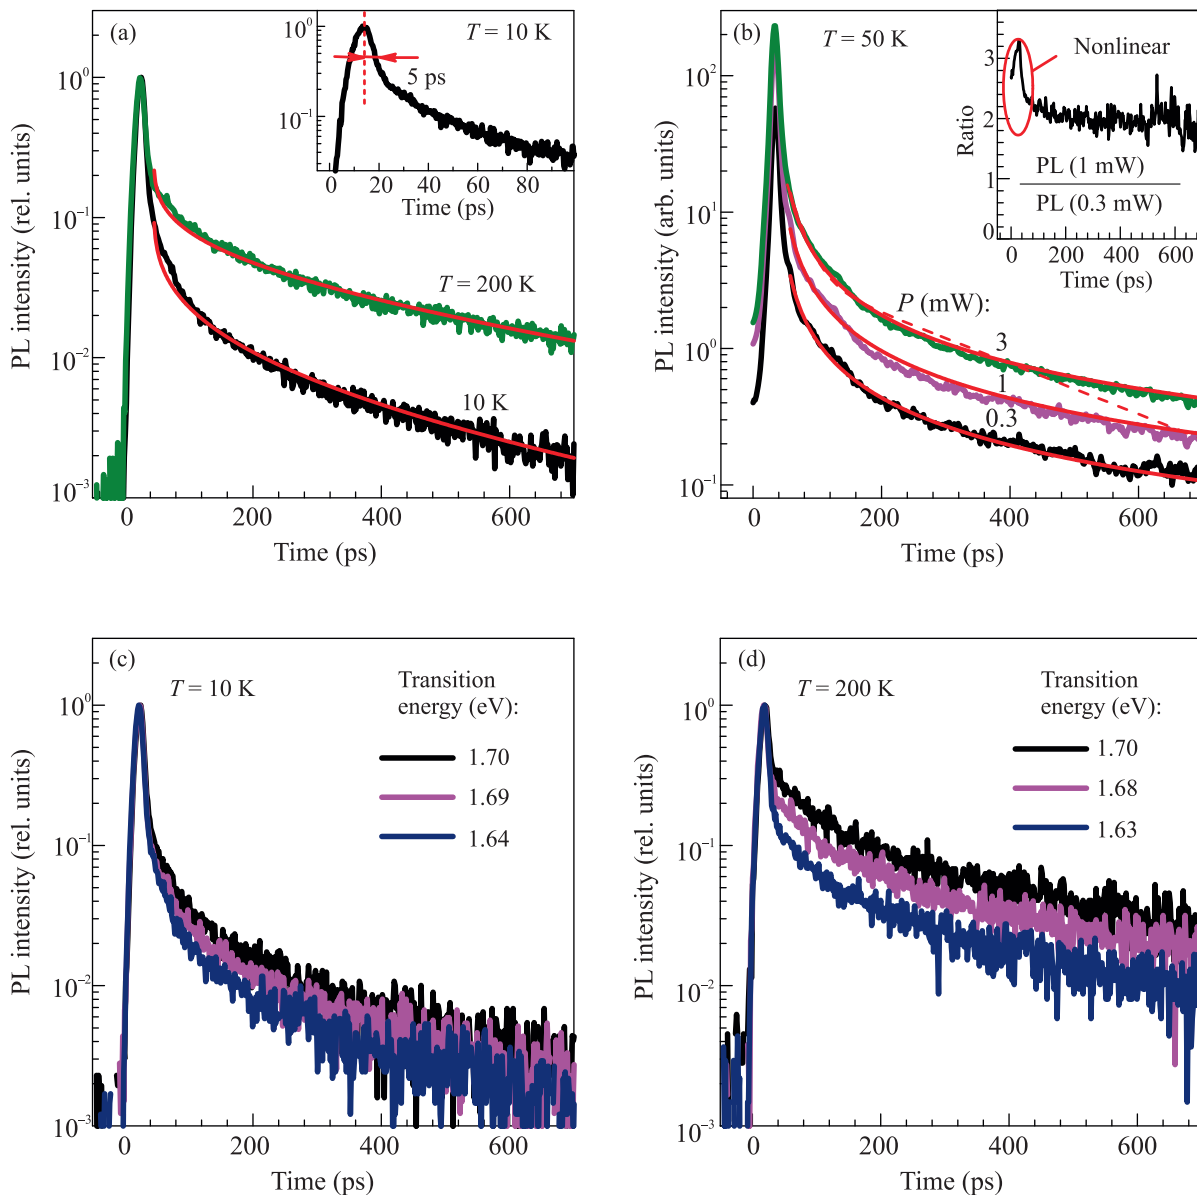 (a)
T = 10 K
10⁰
10⁻¹
5 ps
0 20 40 60 80
Time (ps)
10⁰
10⁻¹
10⁻²
10⁻³
PL intensity (rel. units)
T = 200 K
10 K
0 200 400 600
Time (ps)
(b)
T = 50 K
Nonlinear
3
2
1
0
Ratio
PL (1 mW)
PL (0.3 mW)
0 200 400 600
Time (ps)
10²
10¹
10⁰
10⁻¹
PL intensity (arb. units)
P (mW):
3
1
0.3
0 200 400 600
Time (ps)
(c)
T = 10 K
Transition
energy (eV):
1.70
1.69
1.64
10⁰
10⁻¹
10⁻²
10⁻³
PL intensity (rel. units)
0 200 400 600
Time (ps)
(d)
T = 200 K
Transition
energy (eV):
1.70
1.68
1.63
10⁰
10⁻¹
10⁻²
10⁻³
PL intensity (rel. units)
0 200 400 600
Time (ps)